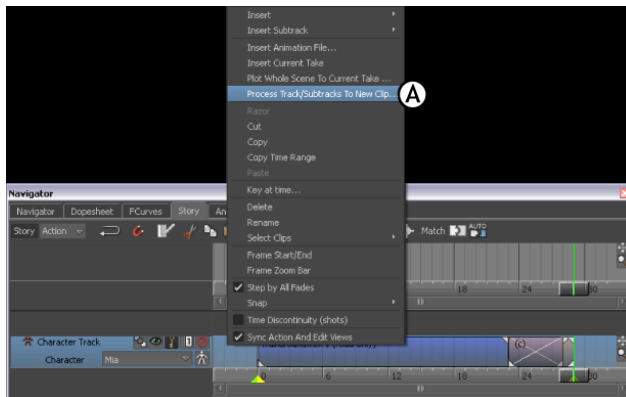 Insert
Insert Subtrack
Insert Animation File...
Insert Current Take
Plot Whole Scene To Current Take ...
Process Track/Subtracks To New Clip...
A
Razor
Cut
Copy
Copy Time Range
Paste
Key at time...
Delete
Rename
Select Clips
Frame Start/End
Frame Zoom Bar
Step by All Fades
Snap
Time Discontinuity (shots)
Sync Action And Edit Views
Navigator
Navigator Dopesheet FCurves Story An
Story Action Match AUTO
18 24 30
Character Track (c)
Character Mia
0 6 12 18 24 30